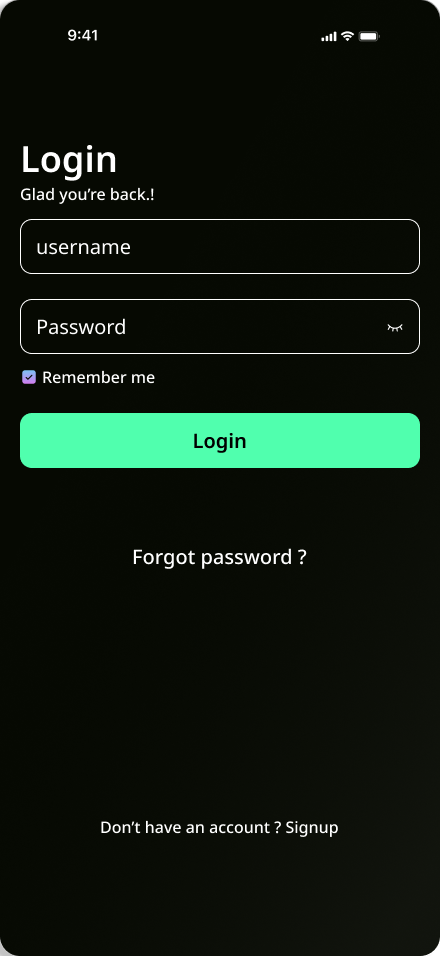 9:41
Login
Glad you’re back.!
username
Password
Remember me
Login
Forgot password ?
Don’t have an account ? Signup